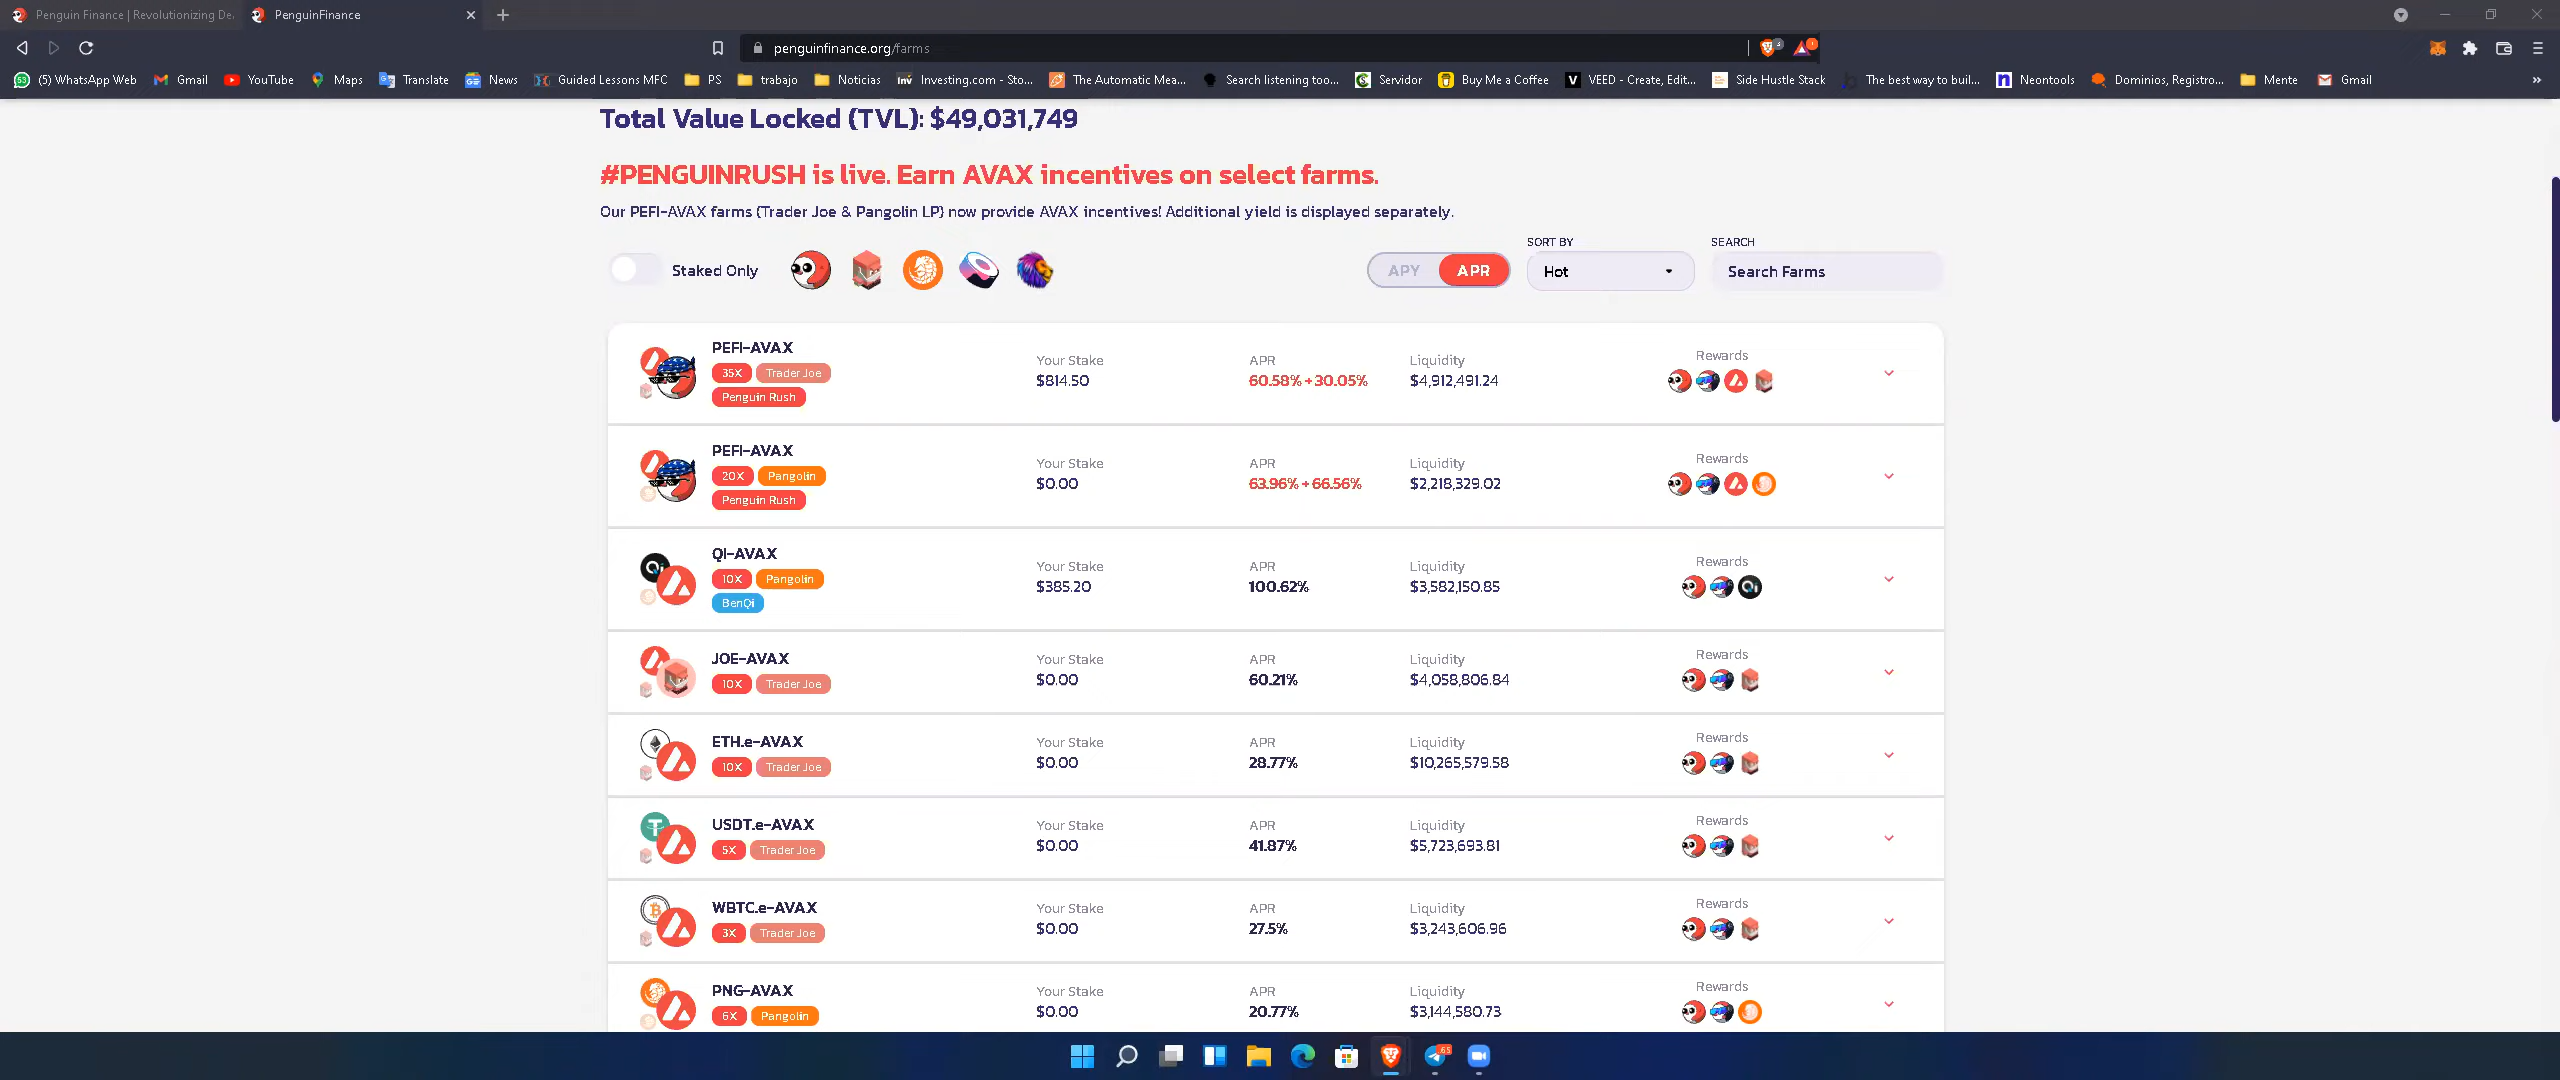 Penguin Finance | Revolutionizing De
PenguinFinance
penguinfinance.org/farms
(5) WhatsApp Web Gmail YouTube Maps Translate News Guided Lessons MFC PS trabajo Noticias Investing.com - Sto... The Automatic Mea... Search listening too... Servidor Buy Me a Coffee VEED - Create, Edit... Side Hustle Stack The best way to buil... Neontools Dominios, Registro... Mente Gmail
Total Value Locked (TVL): $49,031,749
#PENGUINRUSH is live. Earn AVAX incentives on select farms.
Our PEFI-AVAX farms (Trader Joe & Pangolin LP) now provide AVAX incentives! Additional yield is displayed separately.
SORT BY SEARCH
Staked Only APY APR Hot Search Farms
PEFI-AVAX
Your Stake APR Liquidity Rewards
35X Trader Joe
$814.50 60.58% + 30.05% $4,912,491.24
Penguin Rush
PEFI-AVAX
Your Stake APR Liquidity Rewards
20X Pangolin
$0.00 63.96% + 66.56% $2,218,329.02
Penguin Rush
QI-AVAX
Your Stake APR Liquidity Rewards
10X Pangolin
$385.20 100.62% $3,582,150.85
BenQi
JOE-AVAX
Your Stake APR Liquidity Rewards
10X Trader Joe
$0.00 60.21% $4,058,806.84
ETH.e-AVAX
Your Stake APR Liquidity Rewards
10X Trader Joe
$0.00 28.77% $10,265,579.58
USDT.e-AVAX
Your Stake APR Liquidity Rewards
5X Trader Joe
$0.00 41.87% $5,723,693.81
WBTC.e-AVAX
Your Stake APR Liquidity Rewards
3X Trader Joe
$0.00 27.5% $3,243,606.96
PNG-AVAX
Your Stake APR Liquidity Rewards
6X Pangolin
$0.00 20.77% $3,144,580.73